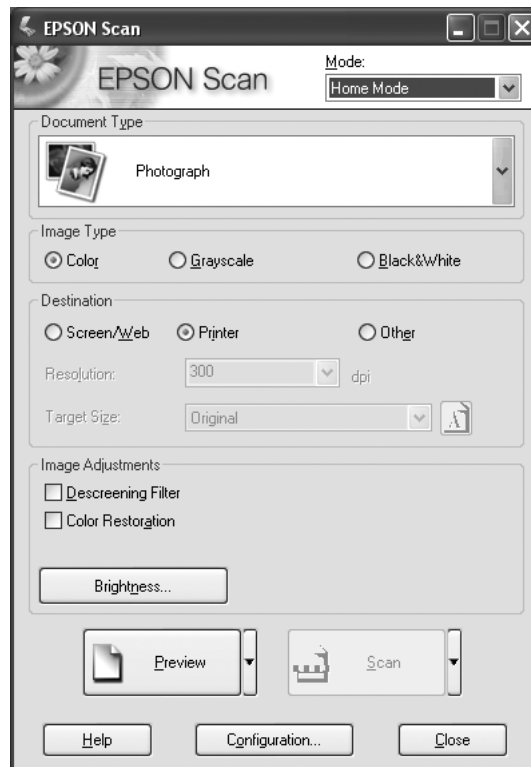 EPSON Scan
EPSON Scan
Mode:
Home Mode
Document Type
Photograph
Image Type
Color Grayscale Black&White
Destination
Screen/Web Printer Other
Resolution: 300 dpi
Target Size: Original
Image Adjustments
Descreening Filter
Color Restoration
Brightness...
Preview Scan
Help Configuration... Close